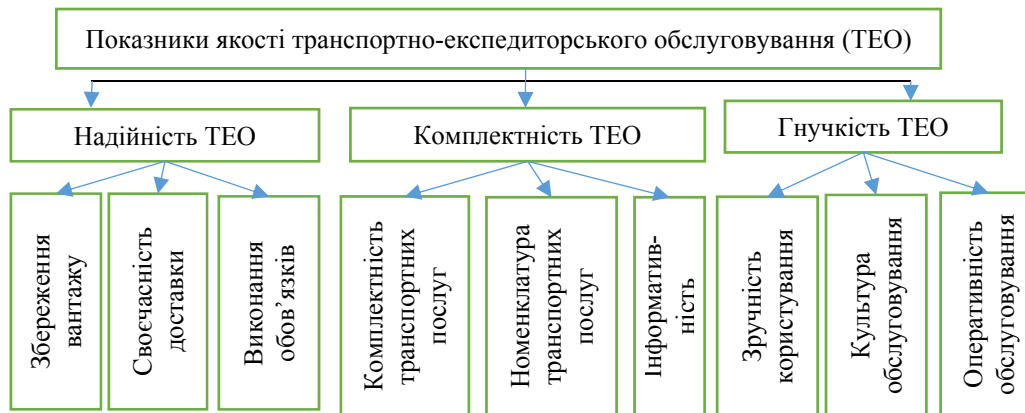 Показники якості транспортно-експедиторського обслуговування (ТЕО)
Надійність ТЕО
Комплектність ТЕО
Гнучкість ТЕО
Збереження
вантажу
Своєчасність
доставки
Виконання
обов’язків
Комплектність
транспортних
послуг
Номенклатура
транспортних
послуг
Інформатив-
ність
Зручність
користування
Культура
обслуговування
Оперативність
обслуговування